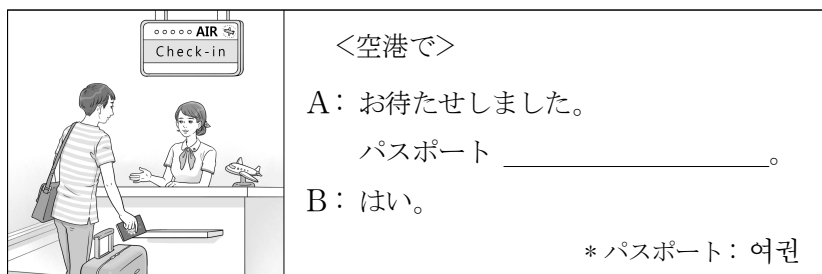 ○○○○○ AIR
Check-in
＜空港で＞
A： お待たせしました。
パスポート ____________________。
B： はい。
* パスポート： 여권